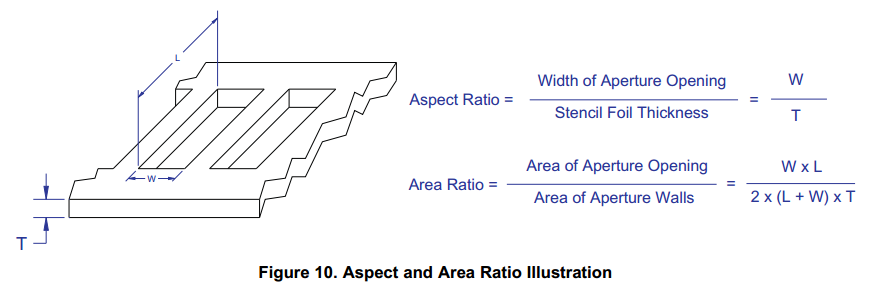 L
W
T
Aspect Ratio = Width of Aperture Opening / Stencil Foil Thickness = W / T
Area Ratio = Area of Aperture Opening / Area of Aperture Walls = W x L / 2 x (L + W) x T
Figure 10. Aspect and Area Ratio Illustration